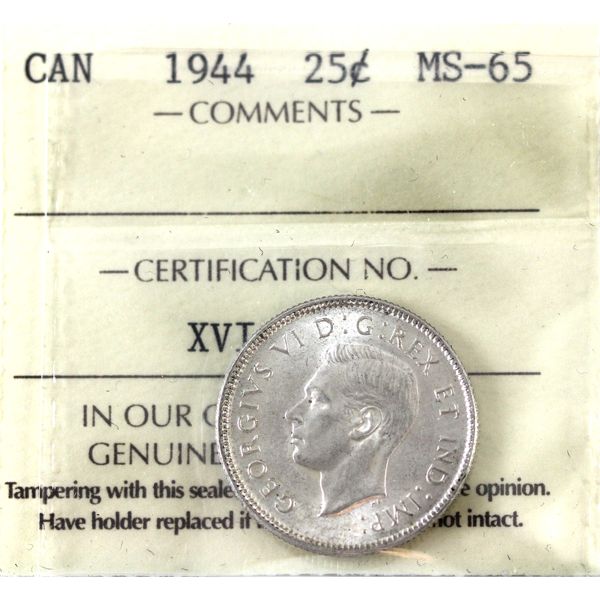 CAN 1944 25¢ MS-65
— COMMENTS —
— CERTIFICATION NO. —
XVI
GEORGIVS VI D:G:REX ET IND:IMP:
IN OUR
GENUINE
Tampering with this seale opinion.
Have holder replaced if not intact.